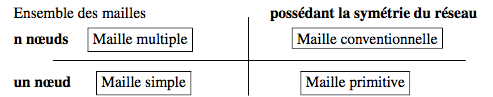 Ensemble des mailles possédant la symétrie du réseau
n nœuds Maille multiple Maille conventionnelle
un nœud Maille simple Maille primitive